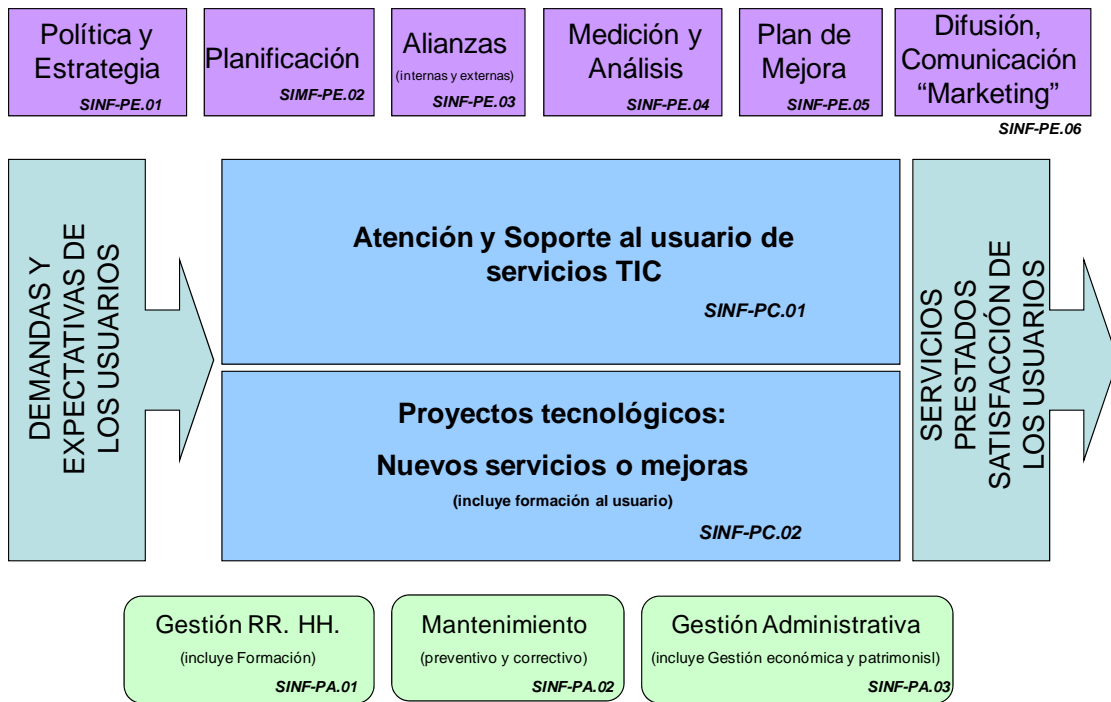 Política y
Estrategia
SINF-PE.01
Planificación
SIMF-PE.02
Alianzas
(internas y externas)
SINF-PE.03
Medición y
Análisis
SINF-PE.04
Plan de
Mejora
SINF-PE.05
Difusión,
Comunicación
“Marketing”
SINF-PE.06
DEMANDAS Y
EXPECTATIVAS DE
LOS USUARIOS
Atención y Soporte al usuario de
servicios TIC
SINF-PC.01
Proyectos tecnológicos:
Nuevos servicios o mejoras
(incluye formación al usuario)
SINF-PC.02
SERVICIOS
PRESTADOS
SATISFACCIÓN DE
LOS USUARIOS
Gestión RR. HH.
(incluye Formación)
SINF-PA.01
Mantenimiento
(preventivo y correctivo)
SINF-PA.02
Gestión Administrativa
(incluye Gestión económica y patrimonisl)
SINF-PA.03